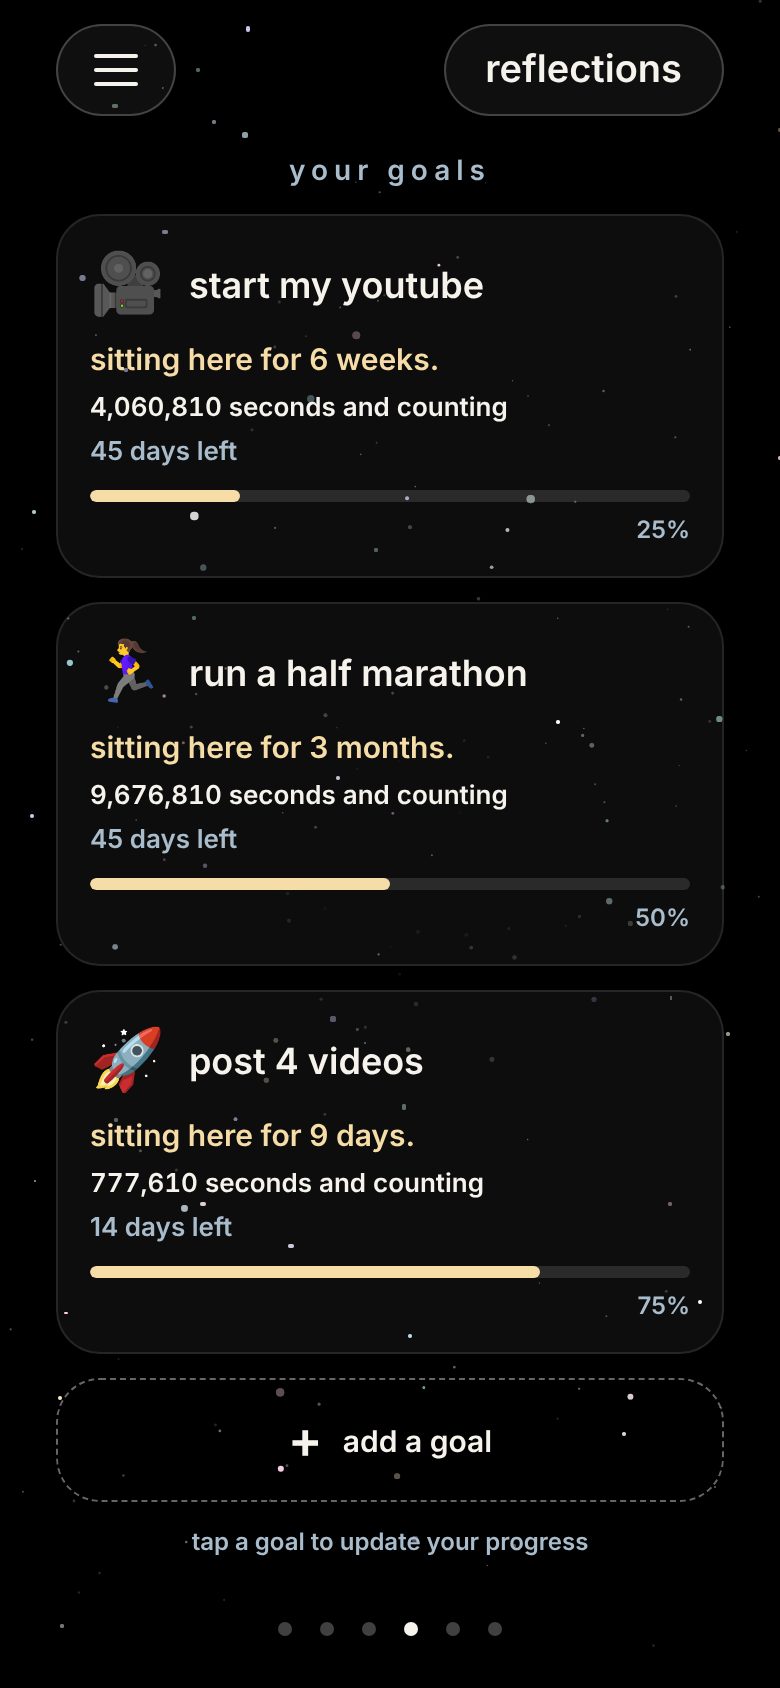 reflections
your goals
start my youtube
sitting here for 6 weeks.
4,060,810 seconds and counting
45 days left
25%
run a half marathon
sitting here for 3 months.
9,676,810 seconds and counting
45 days left
50%
post 4 videos
sitting here for 9 days.
777,610 seconds and counting
14 days left
75%
+ add a goal
tap a goal to update your progress